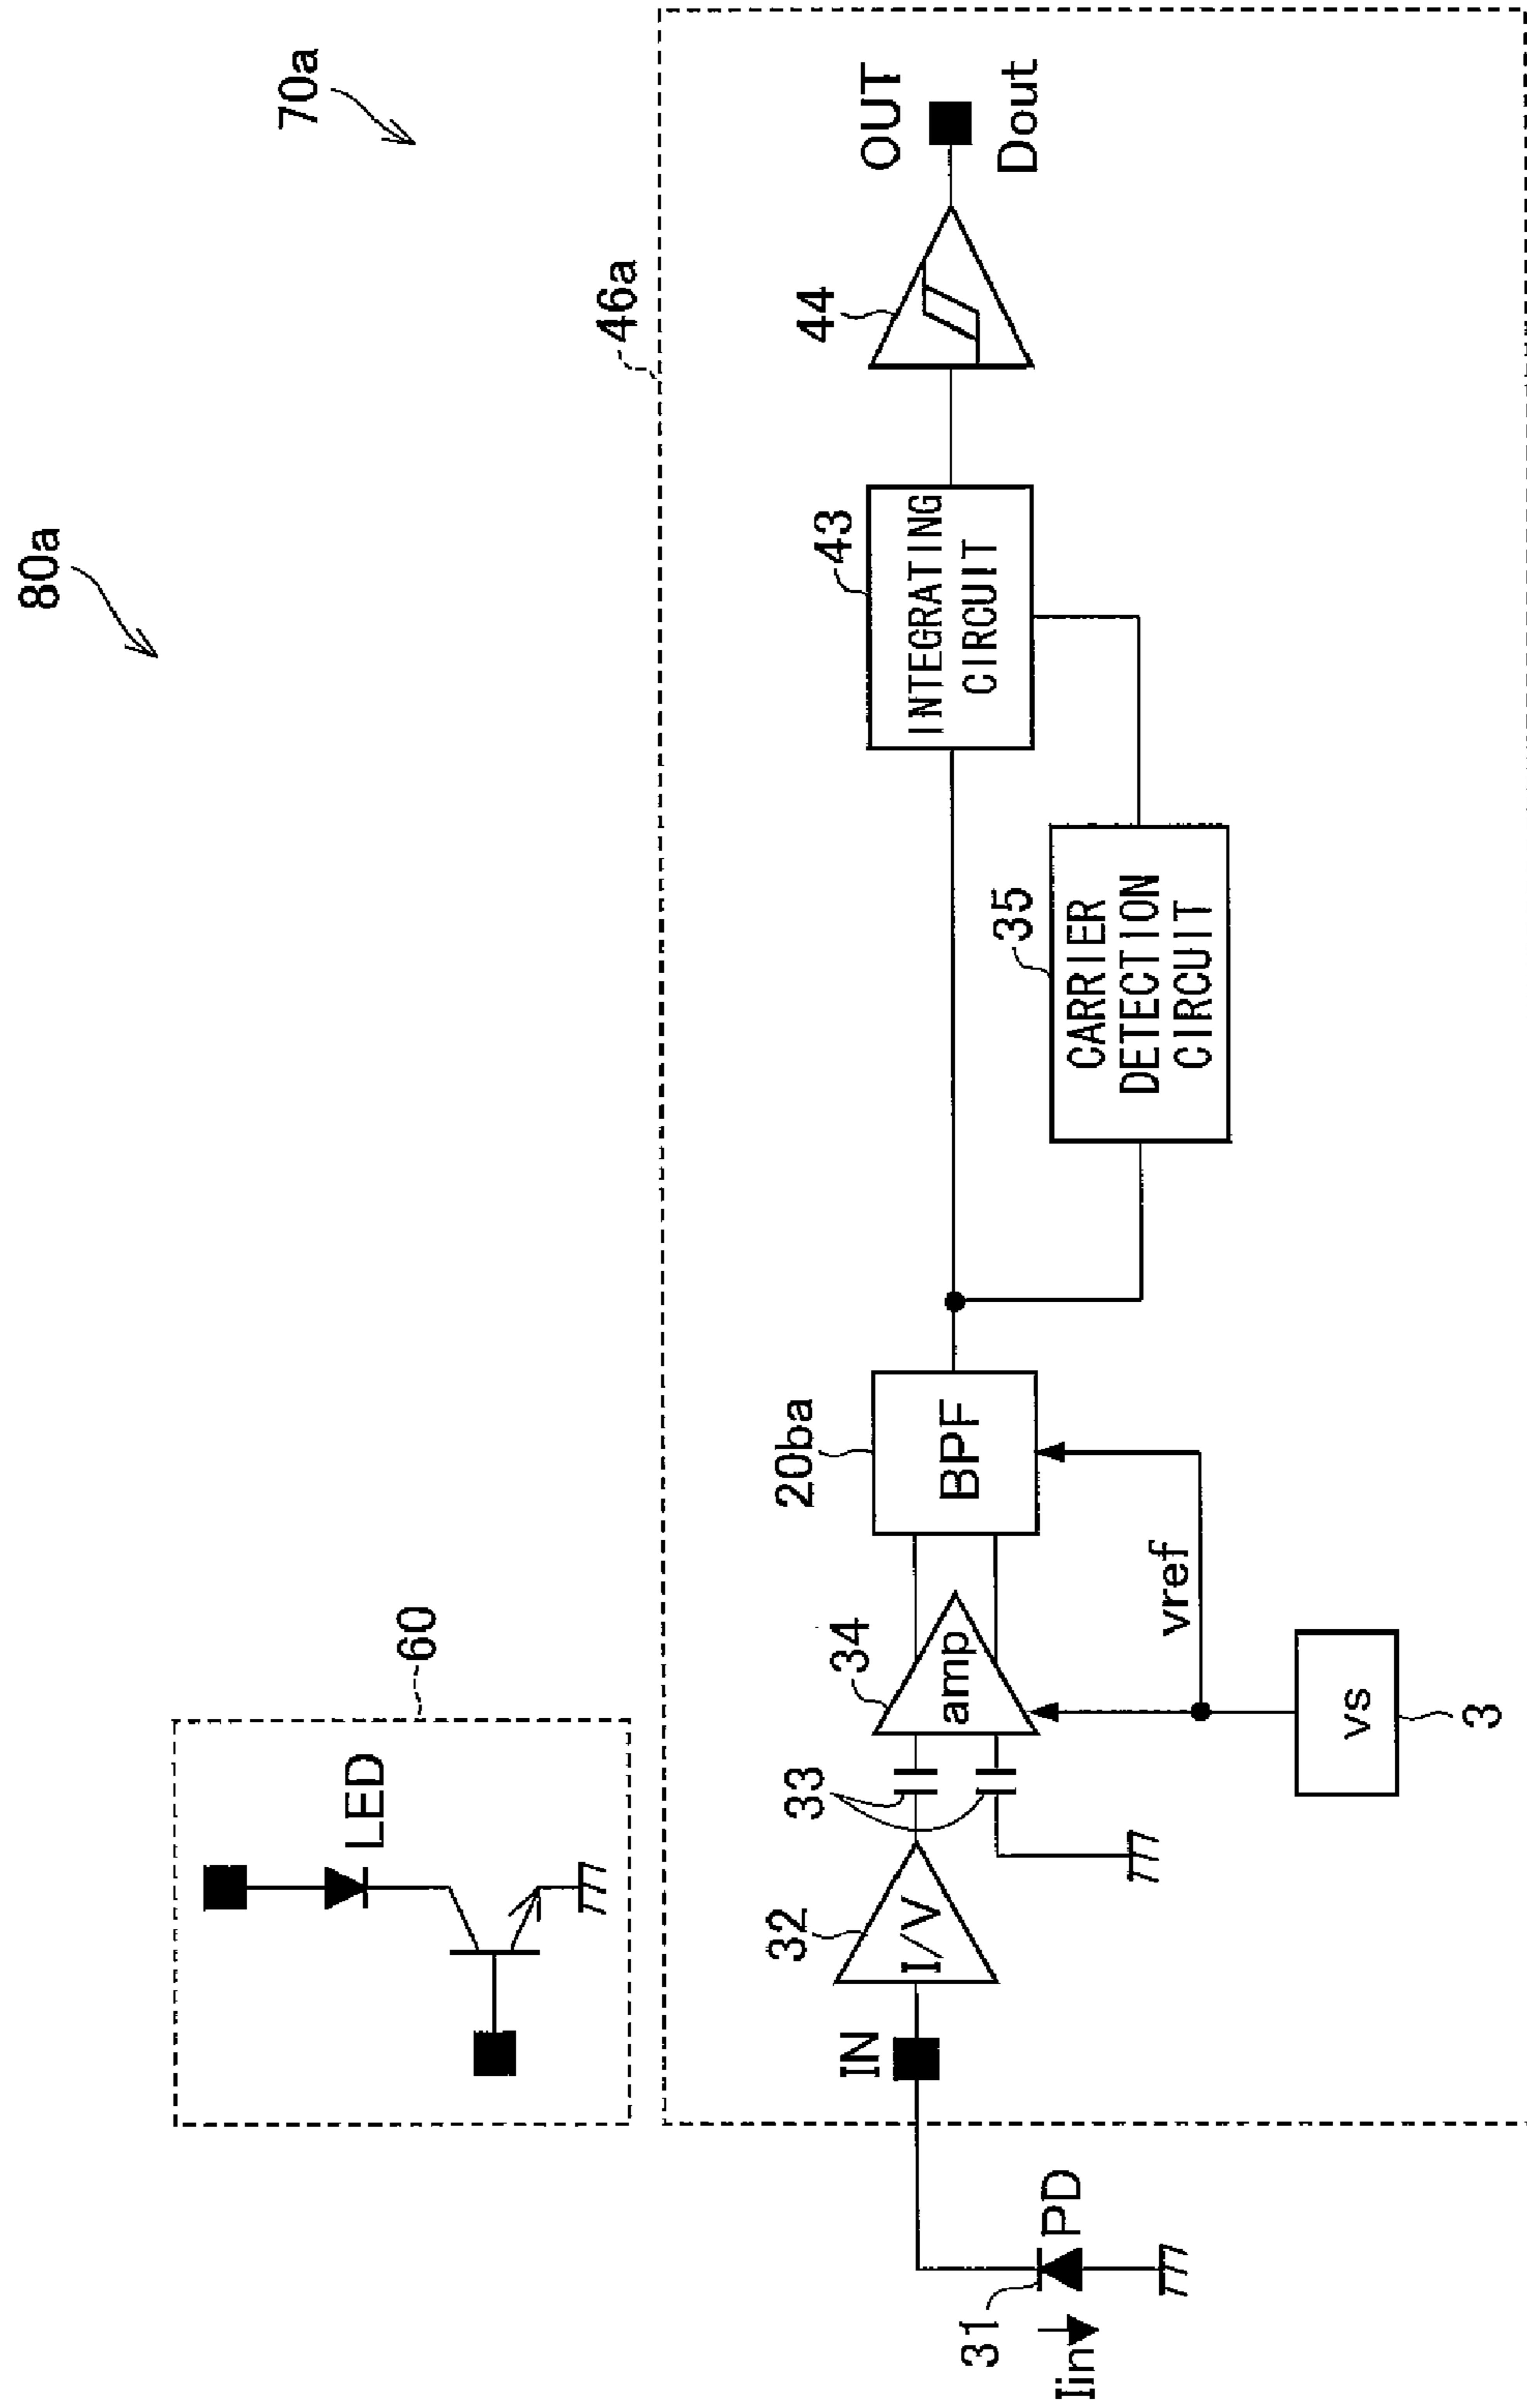 80a
70a
60
LED
46a
IN
32
I/V
33
34
amp
20ba
BPF
vref
vs
3
35
CARRIER
DETECTION
CIRCUIT
43
INTEGRATING
CIRCUIT
44
OUT
Dout
31
PD
Iin